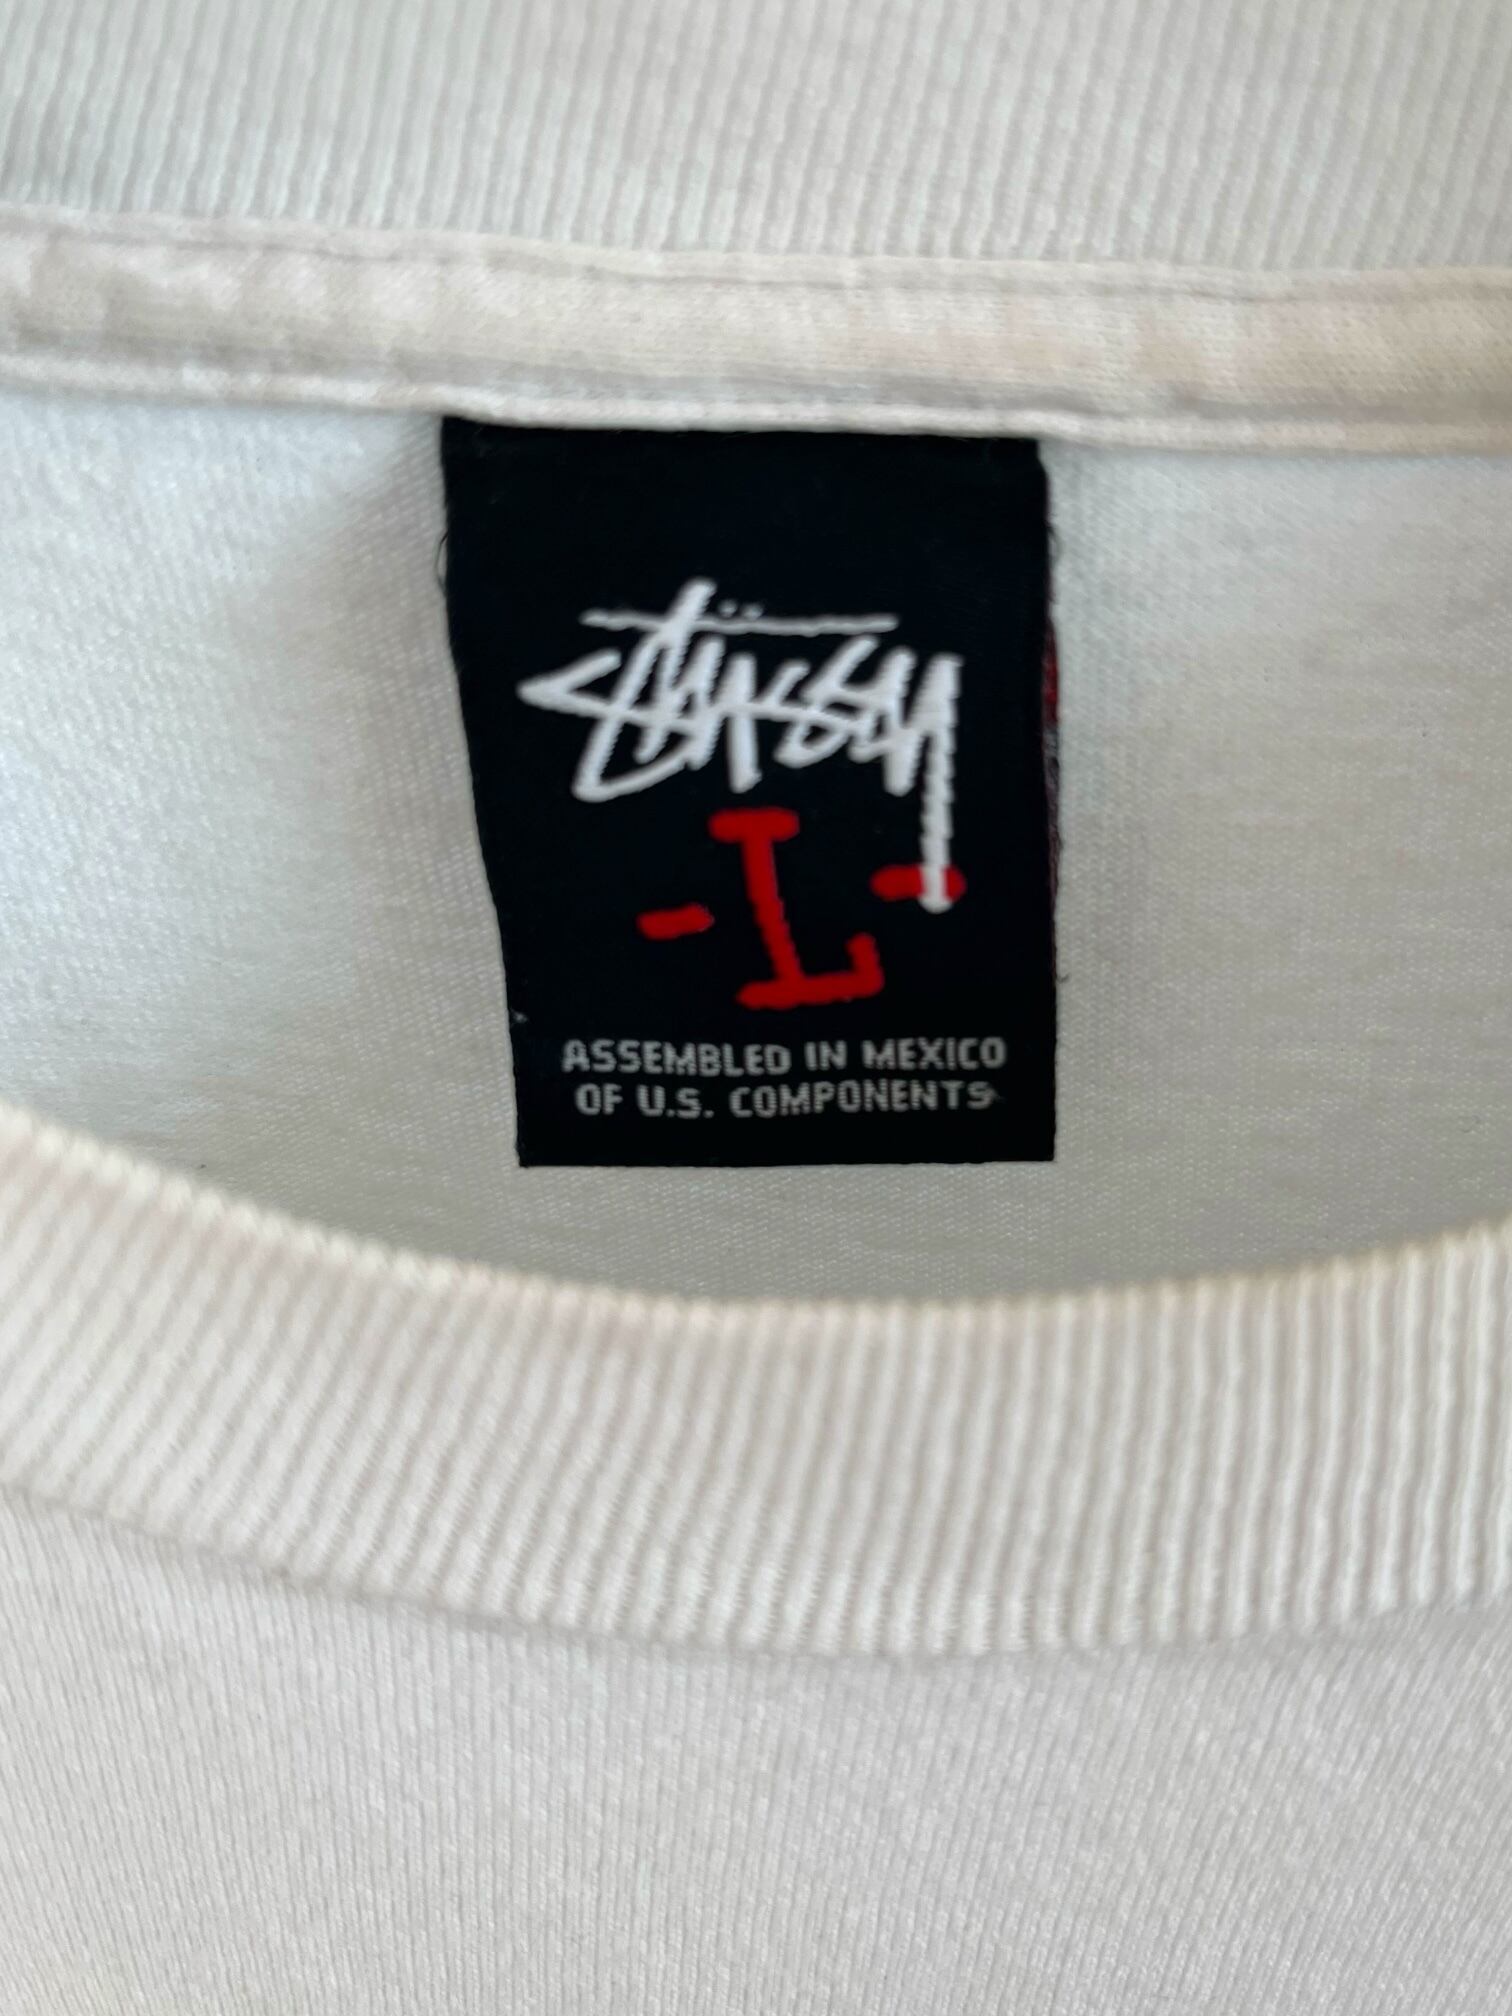 Stüssy
-L-
ASSEMBLED IN MEXICO
OF U.S. COMPONENTS